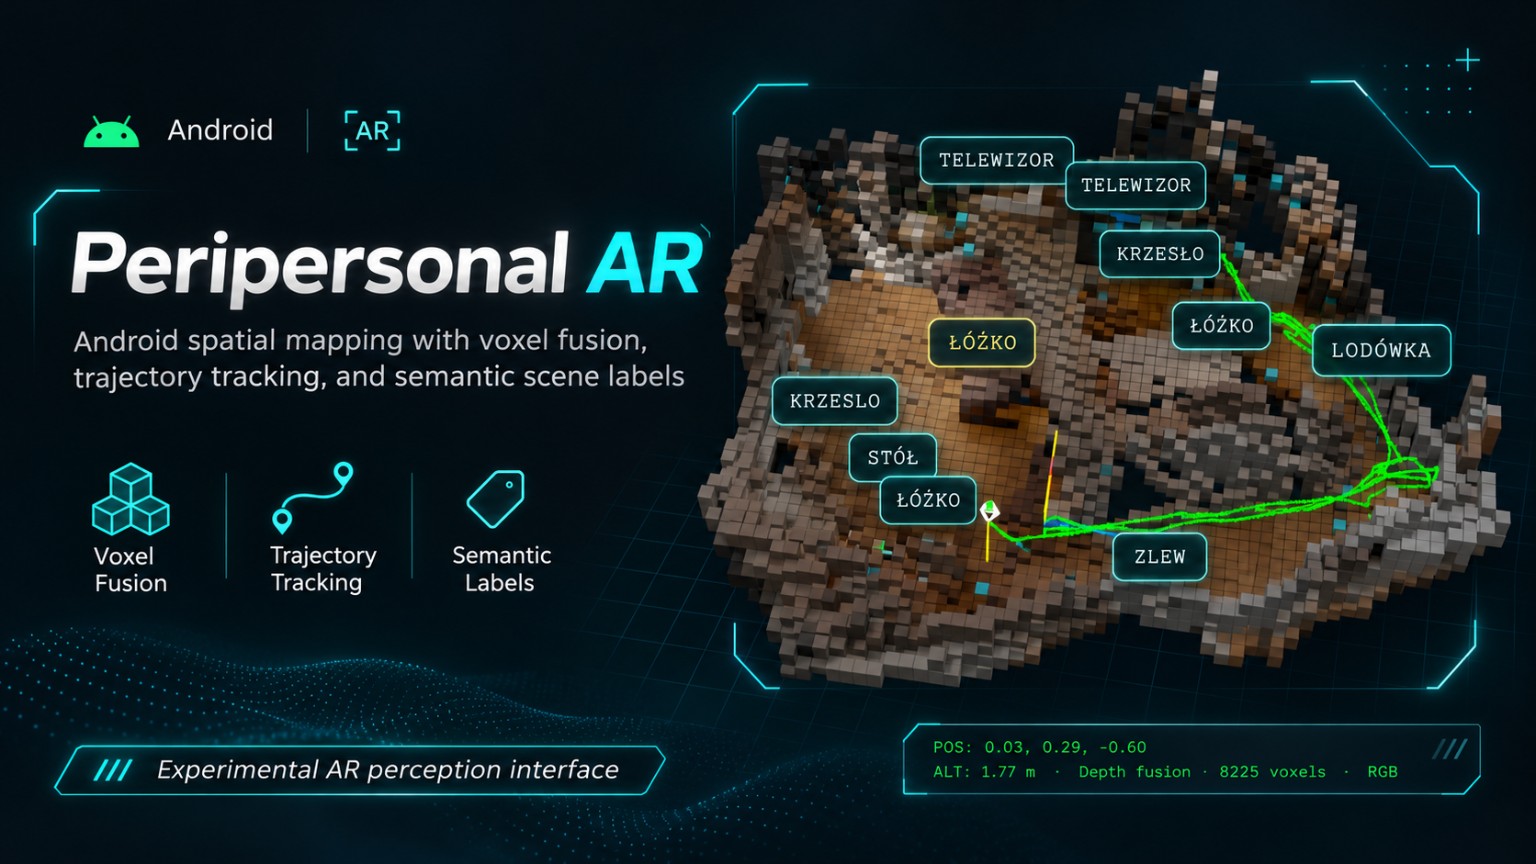 Android
AR
Peripersonal AR
Android spatial mapping with voxel fusion,
trajectory tracking, and semantic scene labels
Voxel
Fusion
Trajectory
Tracking
Semantic
Labels
Experimental AR perception interface
TELEWIZOR
TELEWIZOR
KRZESŁO
ŁÓŻKO
LODÓWKA
ŁÓŻKO
KRZESLO
STÓŁ
ŁÓŻKO
ZLEW
POS: 0.03, 0.29, -0.60
ALT: 1.77 m · Depth fusion · 8225 voxels · RGB